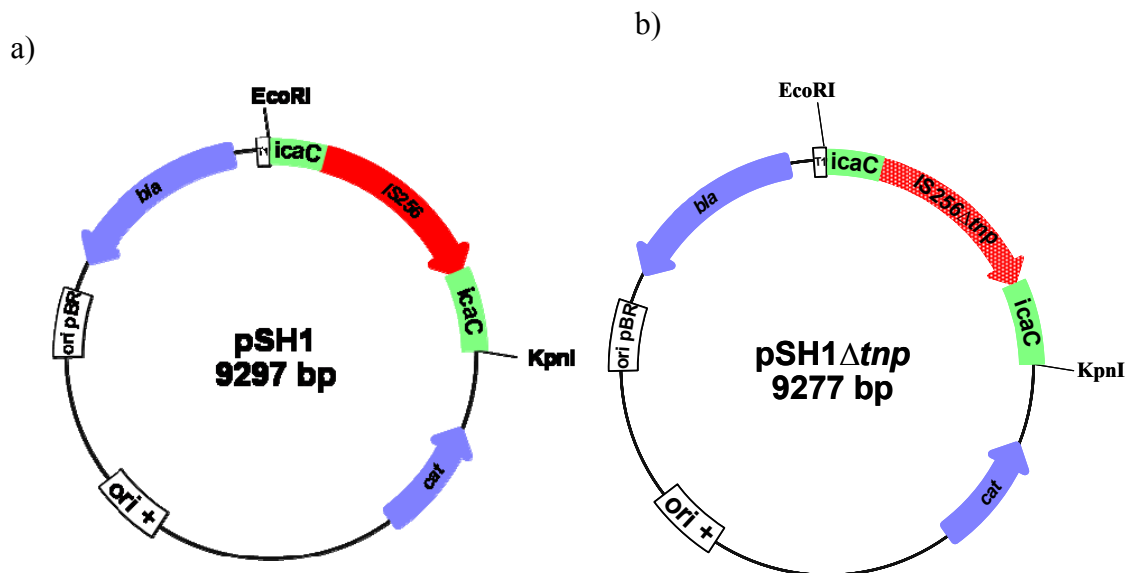 a)
EcoRI
T1
icaC
IS256
icaC
KpnI
cat
ori +
ori pBR
bla
pSH1
9297 bp
b)
EcoRI
T1
icaC
IS256Δtnp
icaC
KpnI
cat
ori +
ori pBR
bla
pSH1Δtnp
9277 bp